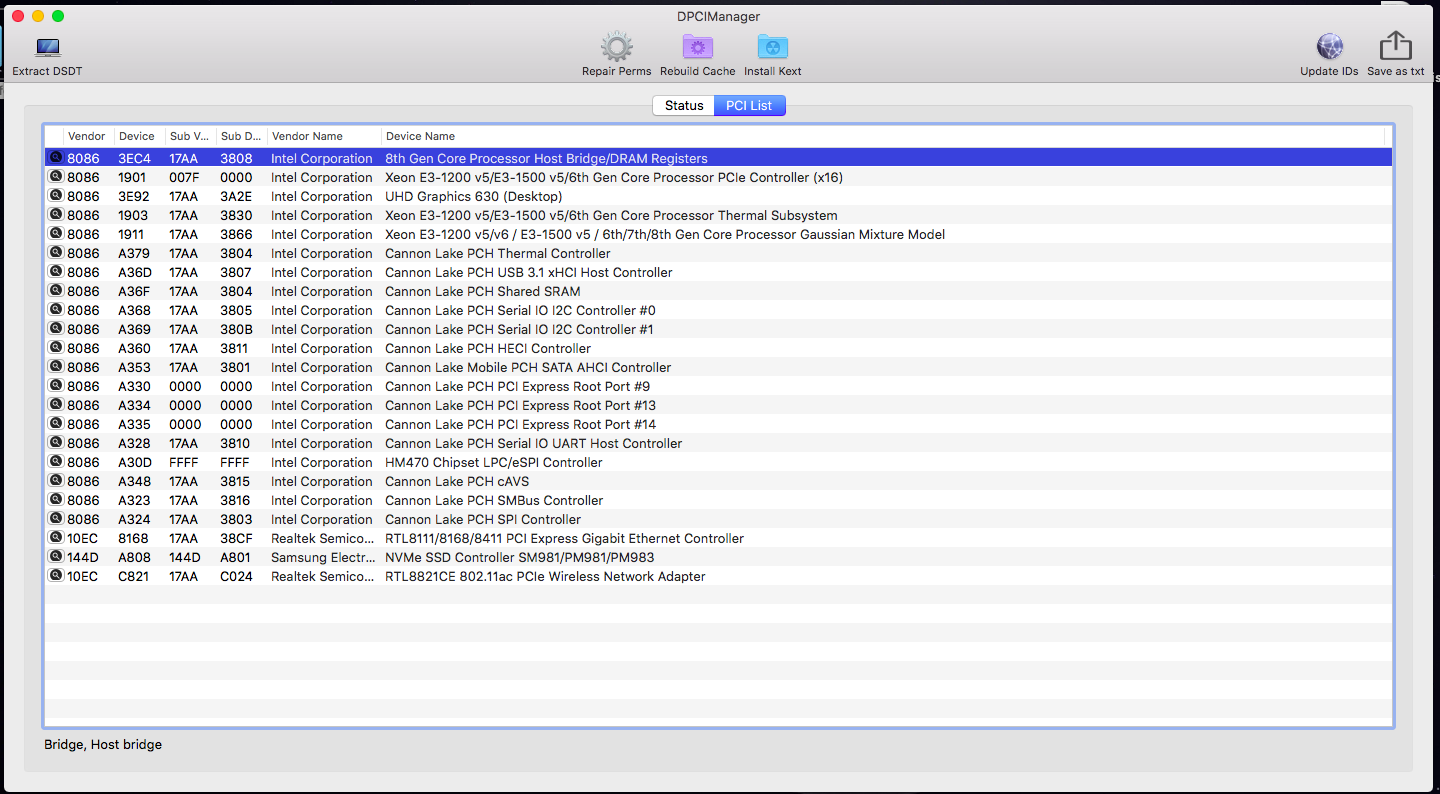 DPCIManager
Extract DSDT Repair Perms Rebuild Cache Install Kext Update IDs Save as txt
Status PCI List
Vendor Device Sub V... Sub D... Vendor Name Device Name
8086 3EC4 17AA 3808 Intel Corporation 8th Gen Core Processor Host Bridge/DRAM Registers
8086 1901 007F 0000 Intel Corporation Xeon E3-1200 v5/E3-1500 v5/6th Gen Core Processor PCIe Controller (x16)
8086 3E92 17AA 3A2E Intel Corporation UHD Graphics 630 (Desktop)
8086 1903 17AA 3830 Intel Corporation Xeon E3-1200 v5/E3-1500 v5/6th Gen Core Processor Thermal Subsystem
8086 1911 17AA 3866 Intel Corporation Xeon E3-1200 v5/v6 / E3-1500 v5 / 6th/7th/8th Gen Core Processor Gaussian Mixture Model
8086 A379 17AA 3804 Intel Corporation Cannon Lake PCH Thermal Controller
8086 A36D 17AA 3807 Intel Corporation Cannon Lake PCH USB 3.1 xHCI Host Controller
8086 A36F 17AA 3804 Intel Corporation Cannon Lake PCH Shared SRAM
8086 A368 17AA 3805 Intel Corporation Cannon Lake PCH Serial IO I2C Controller #0
8086 A369 17AA 380B Intel Corporation Cannon Lake PCH Serial IO I2C Controller #1
8086 A360 17AA 3811 Intel Corporation Cannon Lake PCH HECI Controller
8086 A353 17AA 3801 Intel Corporation Cannon Lake Mobile PCH SATA AHCI Controller
8086 A330 0000 0000 Intel Corporation Cannon Lake PCH PCI Express Root Port #9
8086 A334 0000 0000 Intel Corporation Cannon Lake PCH PCI Express Root Port #13
8086 A335 0000 0000 Intel Corporation Cannon Lake PCH PCI Express Root Port #14
8086 A328 17AA 3810 Intel Corporation Cannon Lake PCH Serial IO UART Host Controller
8086 A30D FFFF FFFF Intel Corporation HM470 Chipset LPC/eSPI Controller
8086 A348 17AA 3815 Intel Corporation Cannon Lake PCH cAVS
8086 A323 17AA 3816 Intel Corporation Cannon Lake PCH SMBus Controller
8086 A324 17AA 3803 Intel Corporation Cannon Lake PCH SPI Controller
10EC 8168 17AA 38CF Realtek Semico... RTL8111/8168/8411 PCI Express Gigabit Ethernet Controller
144D A808 144D A801 Samsung Electr... NVMe SSD Controller SM981/PM981/PM983
10EC C821 17AA C024 Realtek Semico... RTL8821CE 802.11ac PCIe Wireless Network Adapter
Bridge, Host bridge